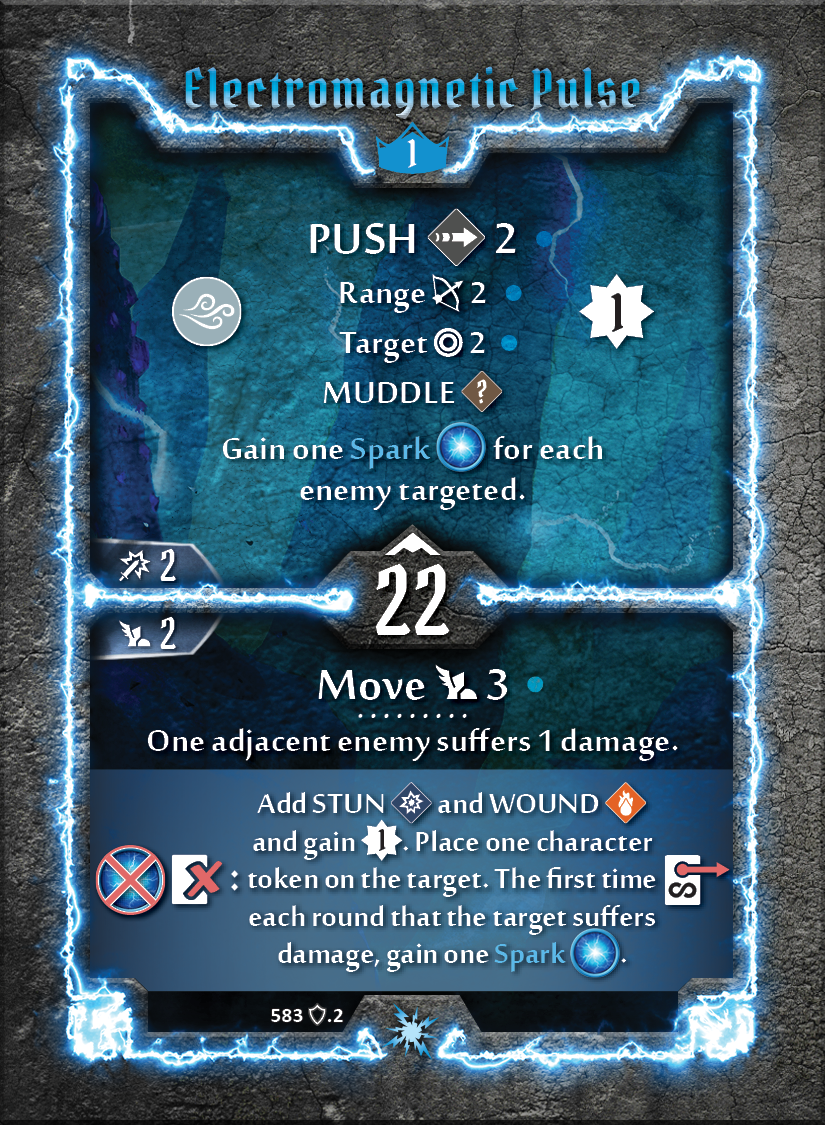 Electromagnetic Pulse
1
PUSH 2
Range 2
Target 2
1
MUDDLE ?
Gain one Spark for each
enemy targeted.
2
22
2
Move 3
One adjacent enemy suffers 1 damage.
Add STUN and WOUND
and gain 1. Place one character
: token on the target. The first time
each round that the target suffers
damage, gain one Spark.
583 .2